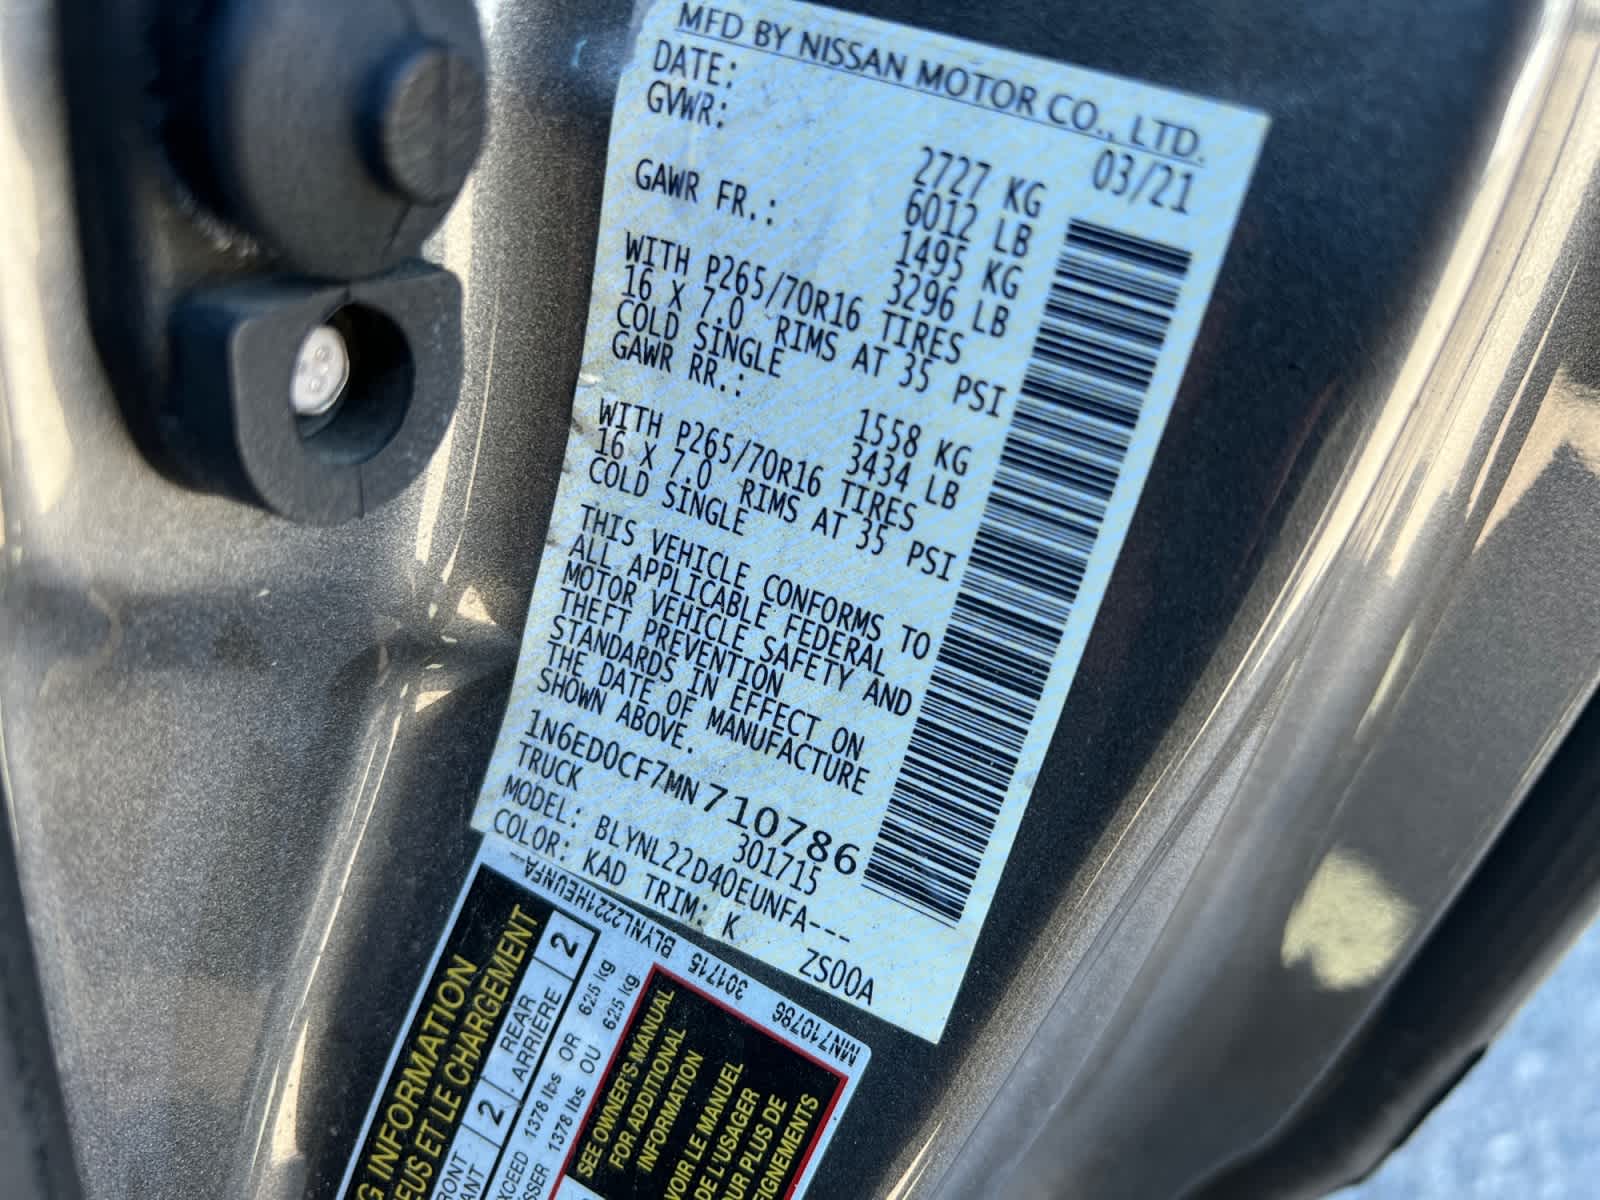 MFD BY NISSAN MOTOR CO., LTD.
DATE: 03/21
GVWR: 2727 KG
6012 LB
GAWR FR.: 1495 KG
3296 LB
WITH P265/70R16 TIRES
16 X 7.0 RIMS AT 35 PSI
COLD SINGLE
GAWR RR.: 1558 KG
3434 LB
WITH P265/70R16 TIRES
16 X 7.0 RIMS AT 35 PSI
COLD SINGLE
THIS VEHICLE CONFORMS TO
ALL APPLICABLE FEDERAL
MOTOR VEHICLE SAFETY AND
THEFT PREVENTION
STANDARDS IN EFFECT ON
THE DATE OF MANUFACTURE
SHOWN ABOVE.
1N6ED0CF7MN710786
TRUCK 301715
MODEL: BLYNL22D40EUNFA---
COLOR: KAD TRIM: K ZS00A
BLYNL2221HEUNFA-- 301715 MN710786
INFORMATION
ET LE CHARGEMENT
2 REAR 2
ARRIÈRE
1378 lbs OR 625 kg
1378 lbs OU 625 kg
SEE OWNER'S MANUAL
FOR ADDITIONAL
INFORMATION
VOIR LE MANUEL
DE L'USAGER
PLUS DE